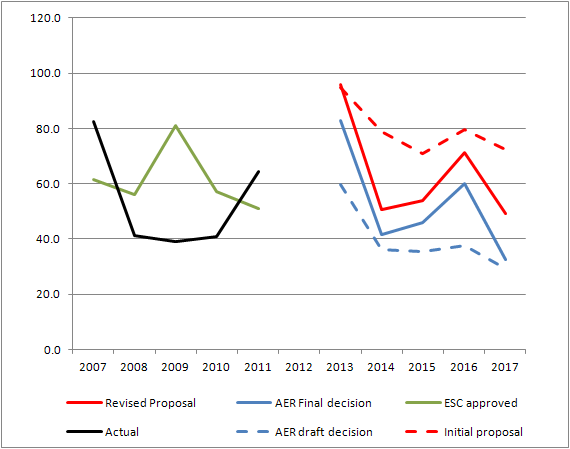 120.0
100.0
80.0
60.0
40.0
20.0
0.0
2007 2008 2009 2010 2011 2012 2013 2014 2015 2016 2017
Revised Proposal AER Final decision ESC approved
Actual AER draft decision Initial proposal